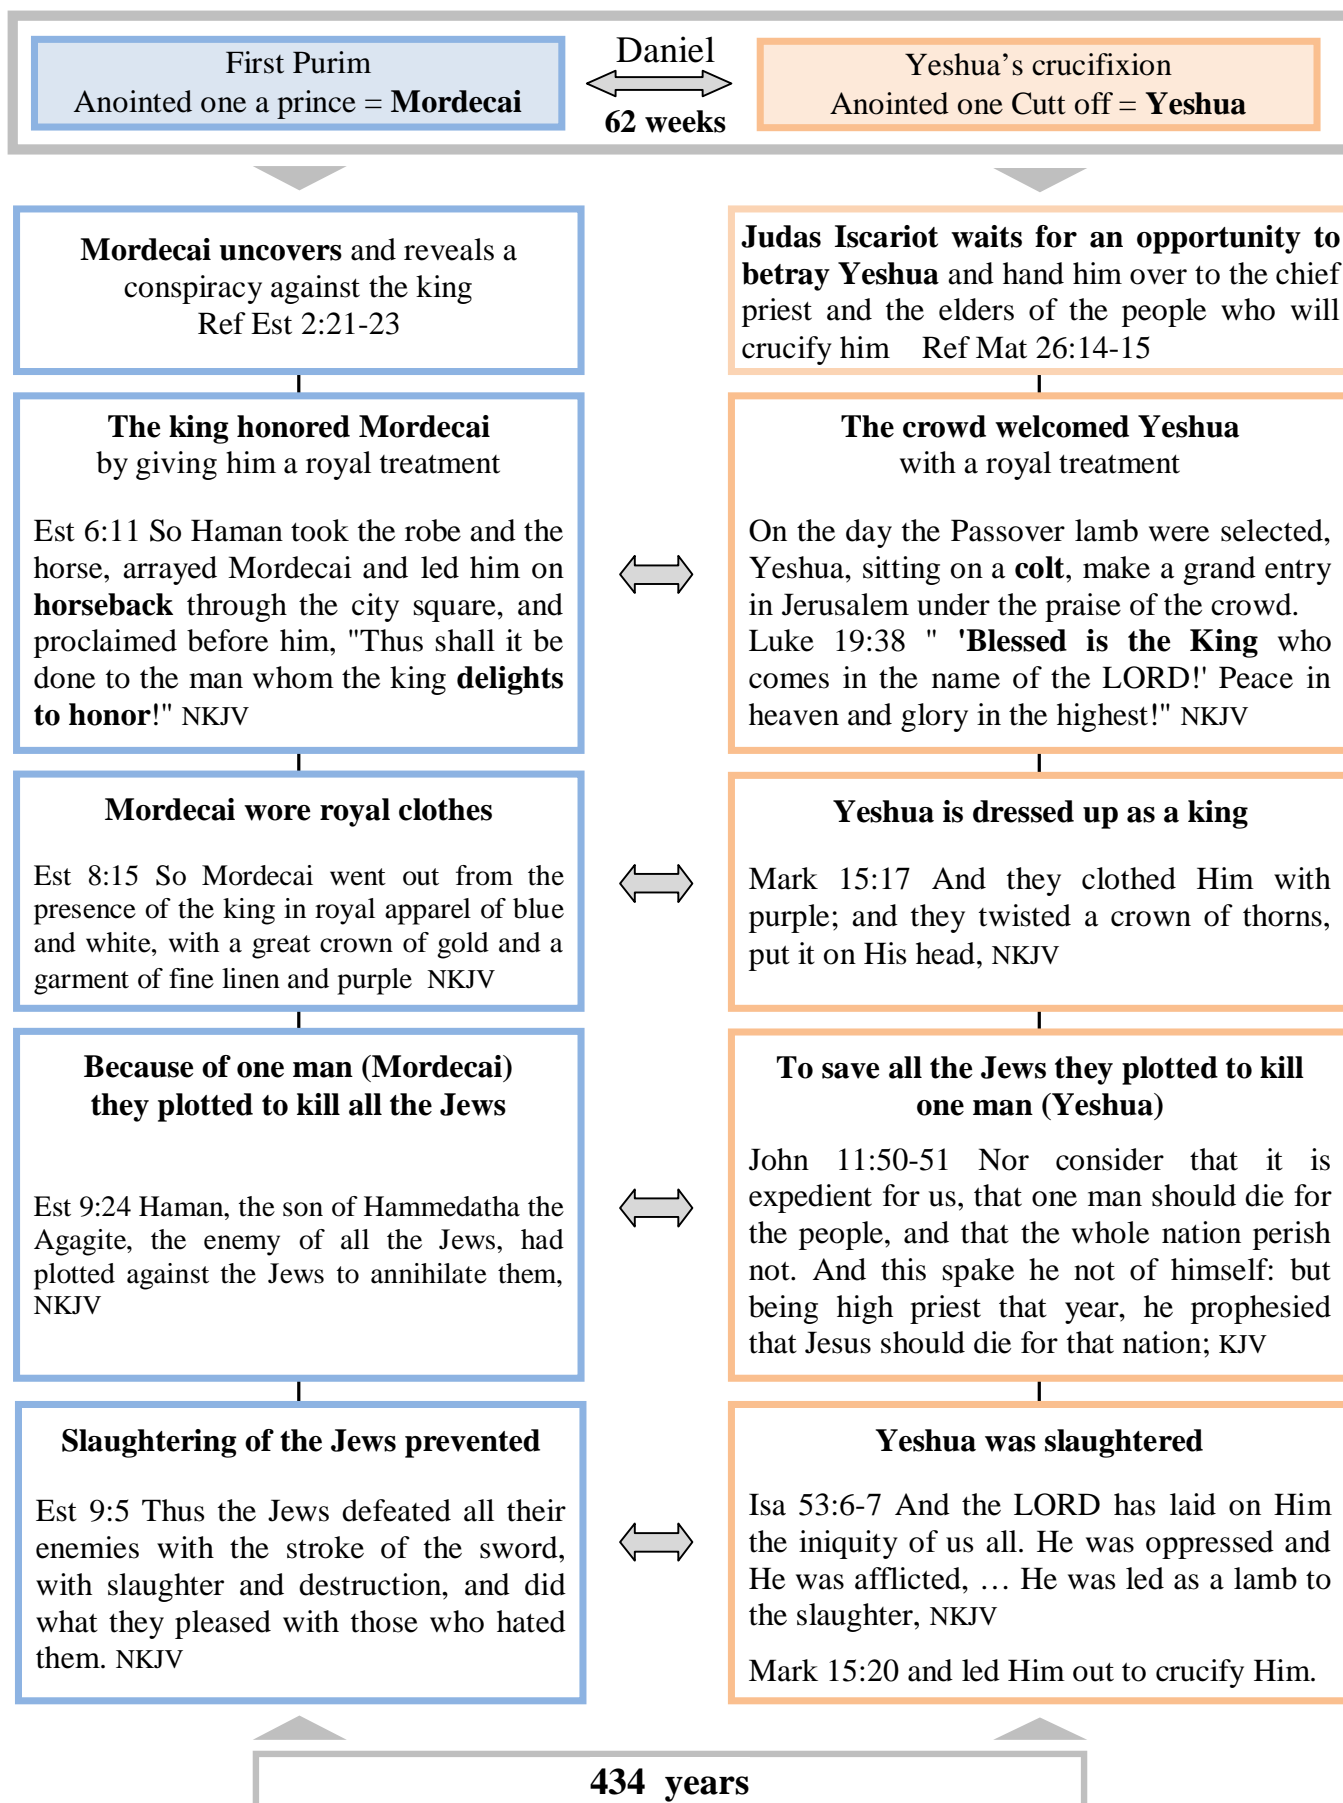 First Purim
Anointed one a prince = Mordecai
Daniel
62 weeks
Yeshua's crucifixion
Anointed one Cutt off = Yeshua
Mordecai uncovers and reveals a
conspiracy against the king
Ref Est 2:21-23
Judas Iscariot waits for an opportunity to
betray Yeshua and hand him over to the chief
priest and the elders of the people who will
crucify him Ref Mat 26:14-15
The king honored Mordecai
by giving him a royal treatment
Est 6:11 So Haman took the robe and the
horse, arrayed Mordecai and led him on
horseback through the city square, and
proclaimed before him, "Thus shall it be
done to the man whom the king delights
to honor!" NKJV
The crowd welcomed Yeshua
with a royal treatment
On the day the Passover lamb were selected,
Yeshua, sitting on a colt, make a grand entry
in Jerusalem under the praise of the crowd.
Luke 19:38 " 'Blessed is the King who
comes in the name of the LORD!' Peace in
heaven and glory in the highest!" NKJV
Mordecai wore royal clothes
Est 8:15 So Mordecai went out from the
presence of the king in royal apparel of blue
and white, with a great crown of gold and a
garment of fine linen and purple NKJV
Yeshua is dressed up as a king
Mark 15:17 And they clothed Him with
purple; and they twisted a crown of thorns,
put it on His head, NKJV
Because of one man (Mordecai)
they plotted to kill all the Jews
Est 9:24 Haman, the son of Hammedatha the
Agagite, the enemy of all the Jews, had
plotted against the Jews to annihilate them,
NKJV
To save all the Jews they plotted to kill
one man (Yeshua)
John 11:50-51 Nor consider that it is
expedient for us, that one man should die for
the people, and that the whole nation perish
not. And this spake he not of himself: but
being high priest that year, he prophesied
that Jesus should die for that nation; KJV
Slaughtering of the Jews prevented
Est 9:5 Thus the Jews defeated all their
enemies with the stroke of the sword,
with slaughter and destruction, and did
what they pleased with those who hated
them. NKJV
Yeshua was slaughtered
Isa 53:6-7 And the LORD has laid on Him
the iniquity of us all. He was oppressed and
He was afflicted, … He was led as a lamb to
the slaughter, NKJV
Mark 15:20 and led Him out to crucify Him.
434 years